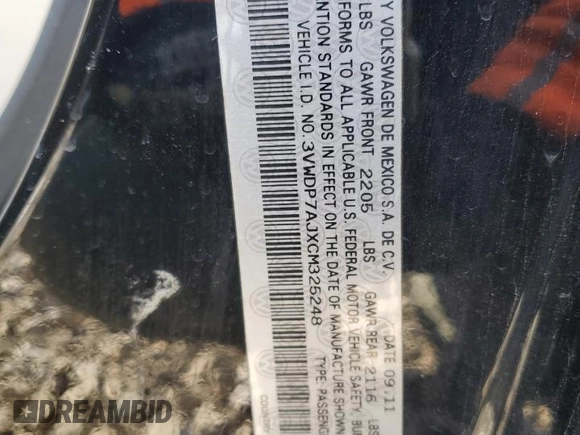 Y VOLKSWAGEN DE MEXICO S.A. DE C.V. DATE 09.11
LBS GAWR FRONT 2205 LBS GAWR REAR 2116 LBS
FORMS TO ALL APPLICABLE U.S. FEDERAL MOTOR VEHICLE SAFETY, BU
NTION STANDARDS IN EFFECT ON THE DATE OF MANUFACTURE SHOWN
VEHICLE I.D. NO. 3VWDP7AJXCM325248 TYPE: PASSENG
DREAMBID